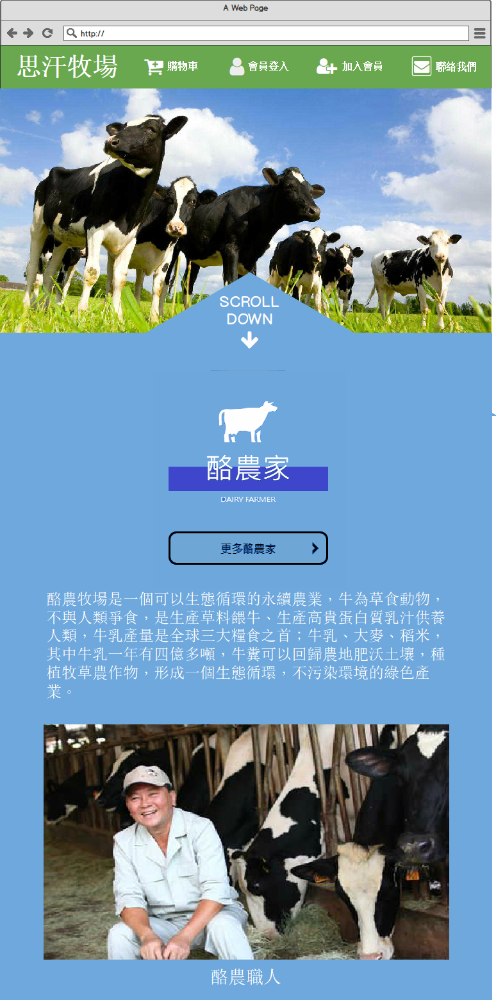 A Web Page
http://
思汗牧場 購物車 會員登入 加入會員 聯絡我們
SCROLL
DOWN
酪農家
DAIRY FARMER
更多酪農家
酪農牧場是一個可以生態循環的永續農業，牛為草食動物，
不與人類爭食，是生產草料餵牛、生產高貴蛋白質乳汁供養
人類，牛乳產量是全球三大糧食之首；牛乳、大麥、稻米，
其中牛乳一年有四億多噸，牛糞可以回歸農地肥沃土壤，種
植牧草農作物，形成一個生態循環，不污染環境的綠色產
業。
酪農職人